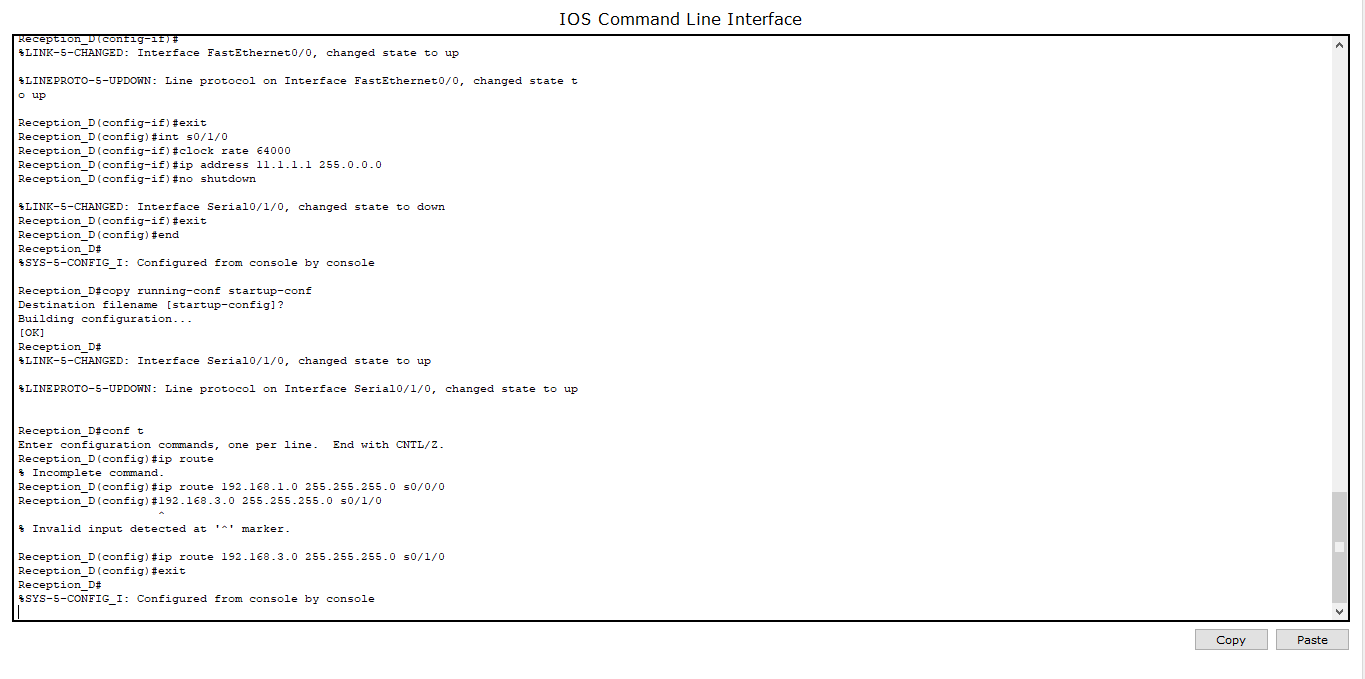 IOS Command Line Interface
Reception_D(config-if)#
%LINK-5-CHANGED: Interface FastEthernet0/0, changed state to up
%LINEPROTO-5-UPDOWN: Line protocol on Interface FastEthernet0/0, changed state t
o up
Reception_D(config-if)#exit
Reception_D(config)#int s0/1/0
Reception_D(config-if)#clock rate 64000
Reception_D(config-if)#ip address 11.1.1.1 255.0.0.0
Reception_D(config-if)#no shutdown
%LINK-5-CHANGED: Interface Serial0/1/0, changed state to down
Reception_D(config-if)#exit
Reception_D(config)#end
Reception_D#
%SYS-5-CONFIG_I: Configured from console by console
Reception_D#copy running-conf startup-conf
Destination filename [startup-config]?
Building configuration...
[OK]
Reception_D#
%LINK-5-CHANGED: Interface Serial0/1/0, changed state to up
%LINEPROTO-5-UPDOWN: Line protocol on Interface Serial0/1/0, changed state to up
Reception_D#conf t
Enter configuration commands, one per line.  End with CNTL/Z.
Reception_D(config)#ip route
% Incomplete command.
Reception_D(config)#ip route 192.168.1.0 255.255.255.0 s0/0/0
Reception_D(config)#192.168.3.0 255.255.255.0 s0/1/0
^
% Invalid input detected at '^' marker.
Reception_D(config)#ip route 192.168.3.0 255.255.255.0 s0/1/0
Reception_D(config)#exit
Reception_D#
%SYS-5-CONFIG_I: Configured from console by console
Copy
Paste